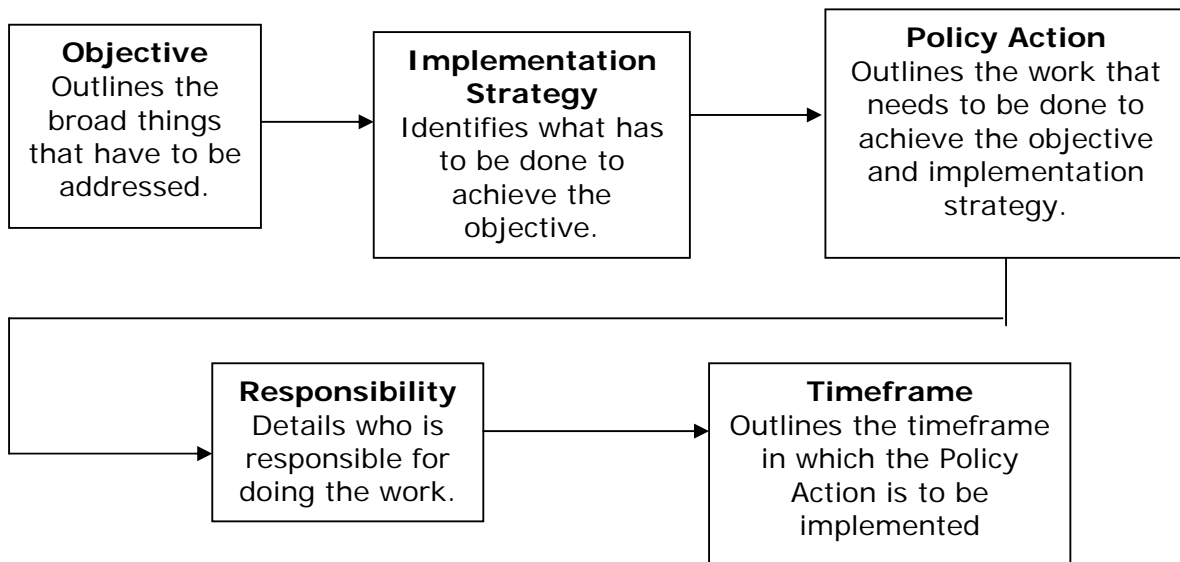 Objective
Outlines the
broad things
that have to be
addressed.
Implementation
Strategy
Identifies what has
to be done to
achieve the
objective.
Policy Action
Outlines the work that
needs to be done to
achieve the objective
and implementation
strategy.
Responsibility
Details who is
responsible for
doing the work.
Timeframe
Outlines the timeframe
in which the Policy
Action is to be
implemented